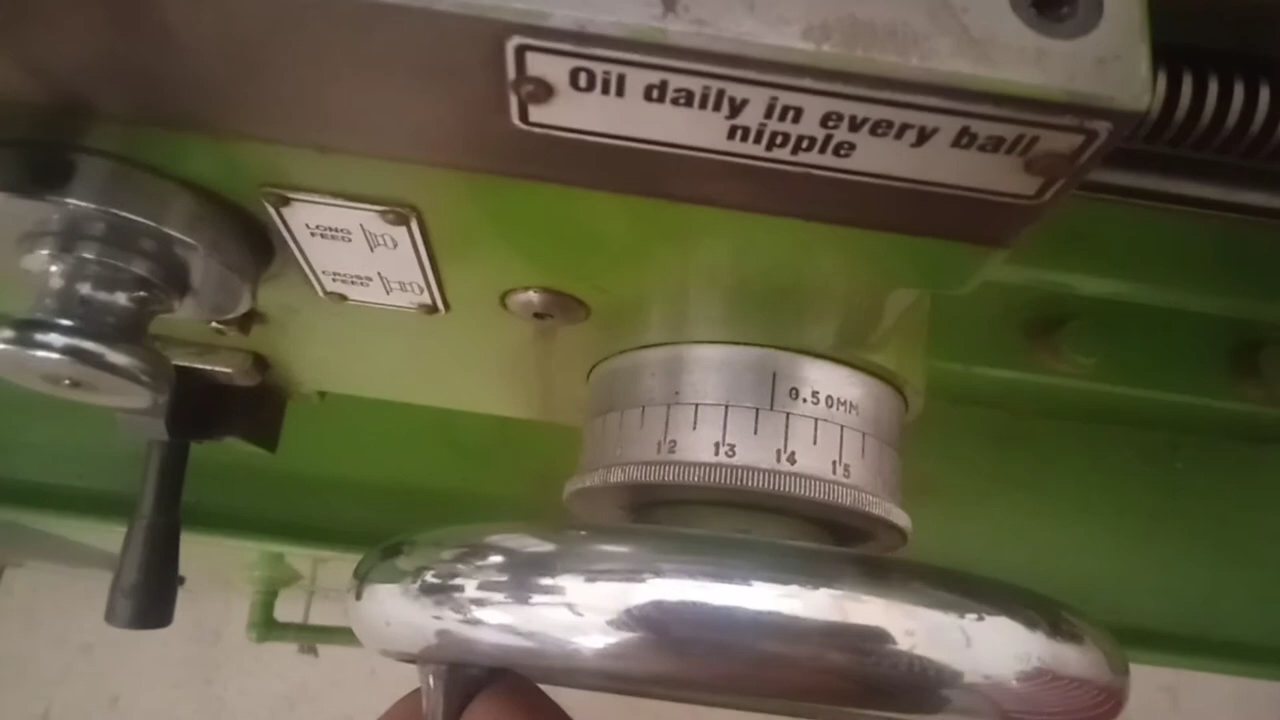 Oil daily in every ball
nipple
LONG
FEED
CROSS
FEED
0.50MM
12 13 14 15